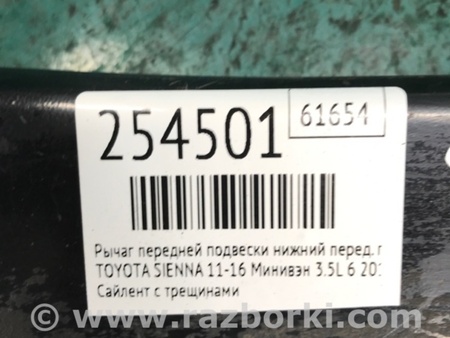 254501
61654
Рычаг передней подвески нижний перед. п
TOYOTA SIENNA 11-16 Минивэн 3.5L 6 201
Сайлент с трещинами
www.razborki.com